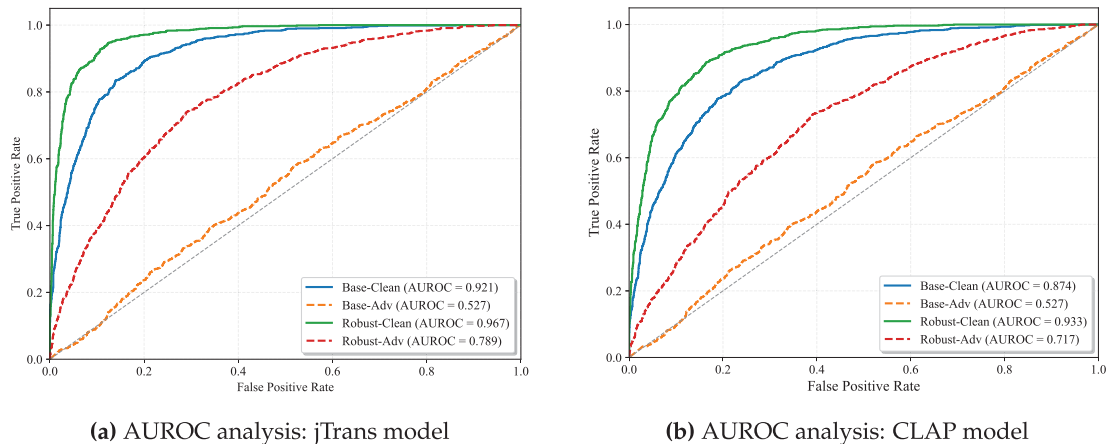 1.0
0.8
0.6
0.4
0.2
0.0
True Positive Rate
0.0 0.2 0.4 0.6 0.8 1.0
False Positive Rate
Base-Clean (AUROC = 0.921)
Base-Adv (AUROC = 0.527)
Robust-Clean (AUROC = 0.967)
Robust-Adv (AUROC = 0.789)
(a) AUROC analysis: jTrans model
1.0
0.8
0.6
0.4
0.2
0.0
True Positive Rate
0.0 0.2 0.4 0.6 0.8 1.0
False Positive Rate
Base-Clean (AUROC = 0.874)
Base-Adv (AUROC = 0.527)
Robust-Clean (AUROC = 0.933)
Robust-Adv (AUROC = 0.717)
(b) AUROC analysis: CLAP model